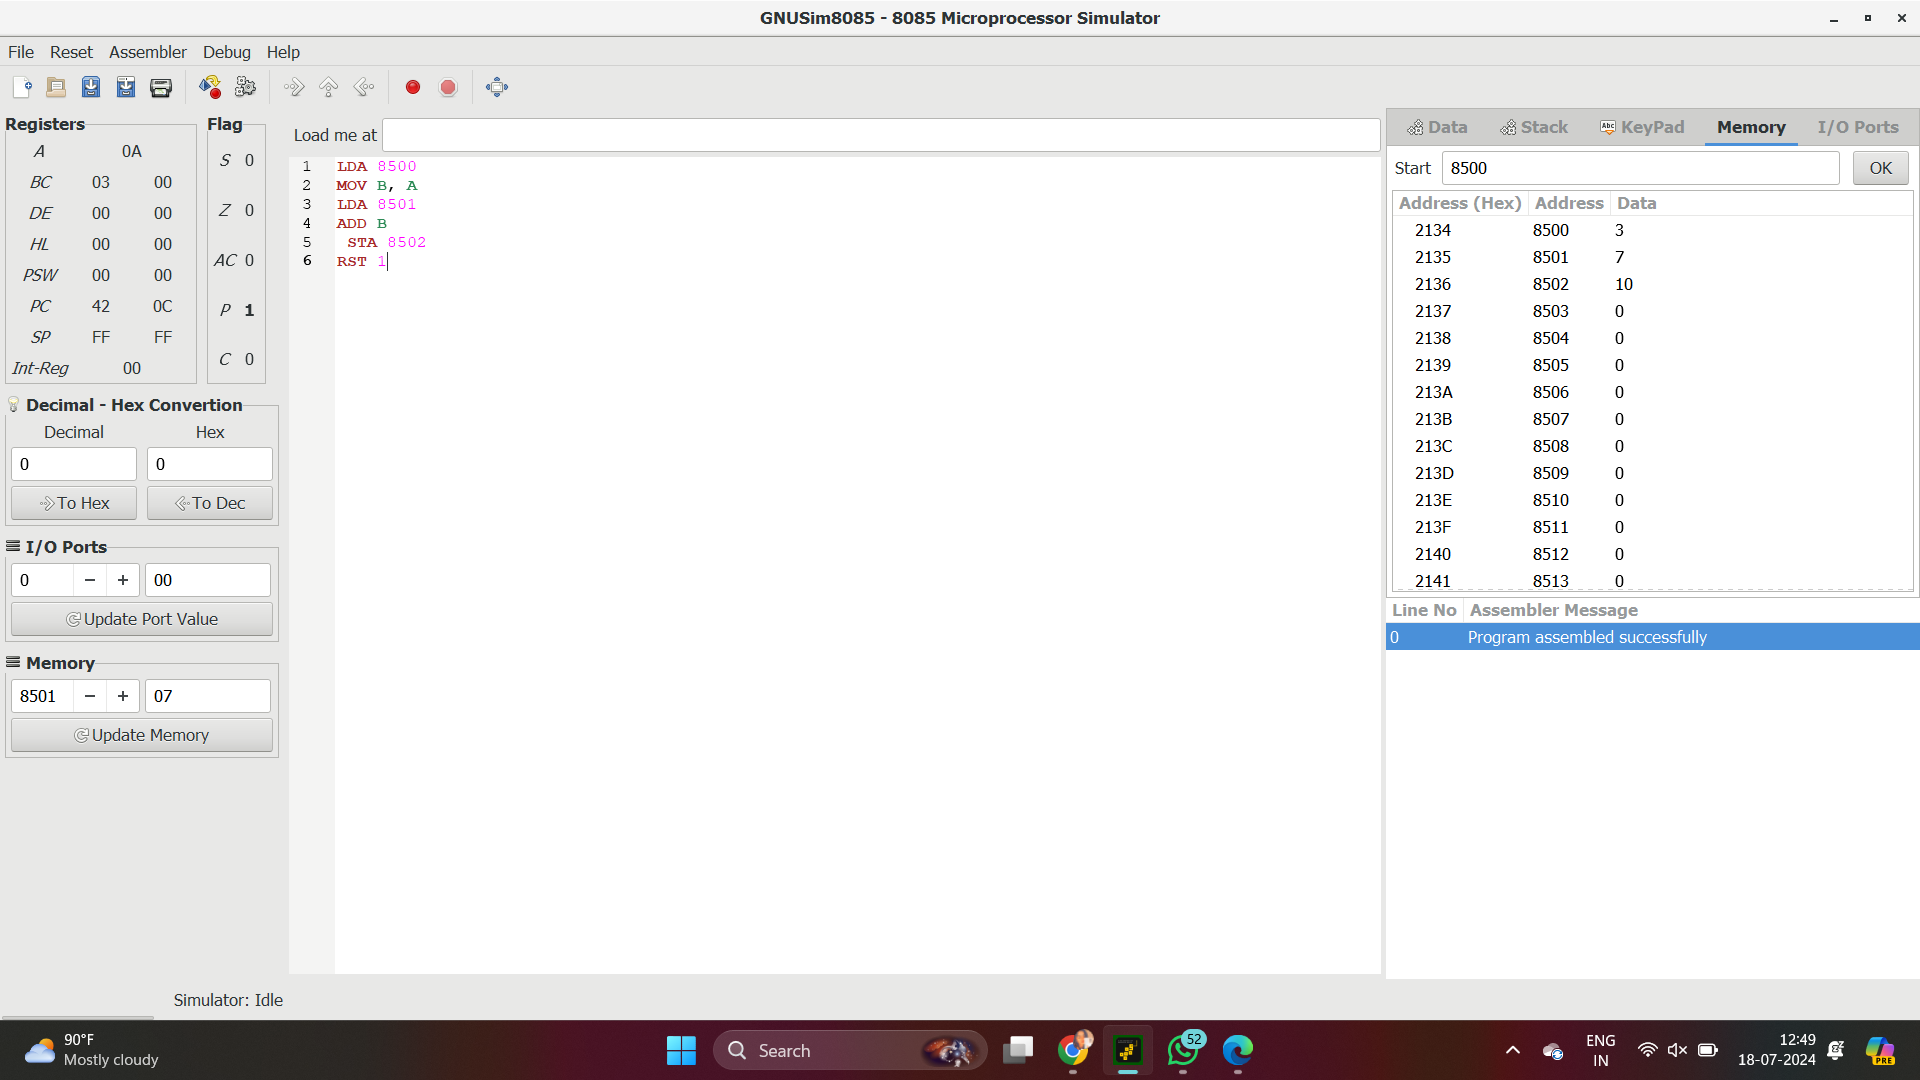 GNUSim8085 - 8085 Microprocessor Simulator
File Reset Assembler Debug Help
Registers
A 0A
BC 03 00
DE 00 00
HL 00 00
PSW 00 00
PC 42 0C
SP FF FF
Int-Reg 00
Flag
S 0
Z 0
AC 0
P 1
C 0
Decimal - Hex Convertion
Decimal Hex
0 0
To Hex To Dec
I/O Ports
0 − + 00
Update Port Value
Memory
8501 − + 07
Update Memory
Load me at
1 LDA 8500
2 MOV B, A
3 LDA 8501
4 ADD B
5 STA 8502
6 RST 1
Data Stack Abc KeyPad Memory I/O Ports
Start 8500 OK
Address (Hex) Address Data
2134 8500 3
2135 8501 7
2136 8502 10
2137 8503 0
2138 8504 0
2139 8505 0
213A 8506 0
213B 8507 0
213C 8508 0
213D 8509 0
213E 8510 0
213F 8511 0
2140 8512 0
2141 8513 0
Line No Assembler Message
0 Program assembled successfully
Simulator: Idle
90°F
Mostly cloudy
Search
52
ENG
IN
12:49
18-07-2024
PRE